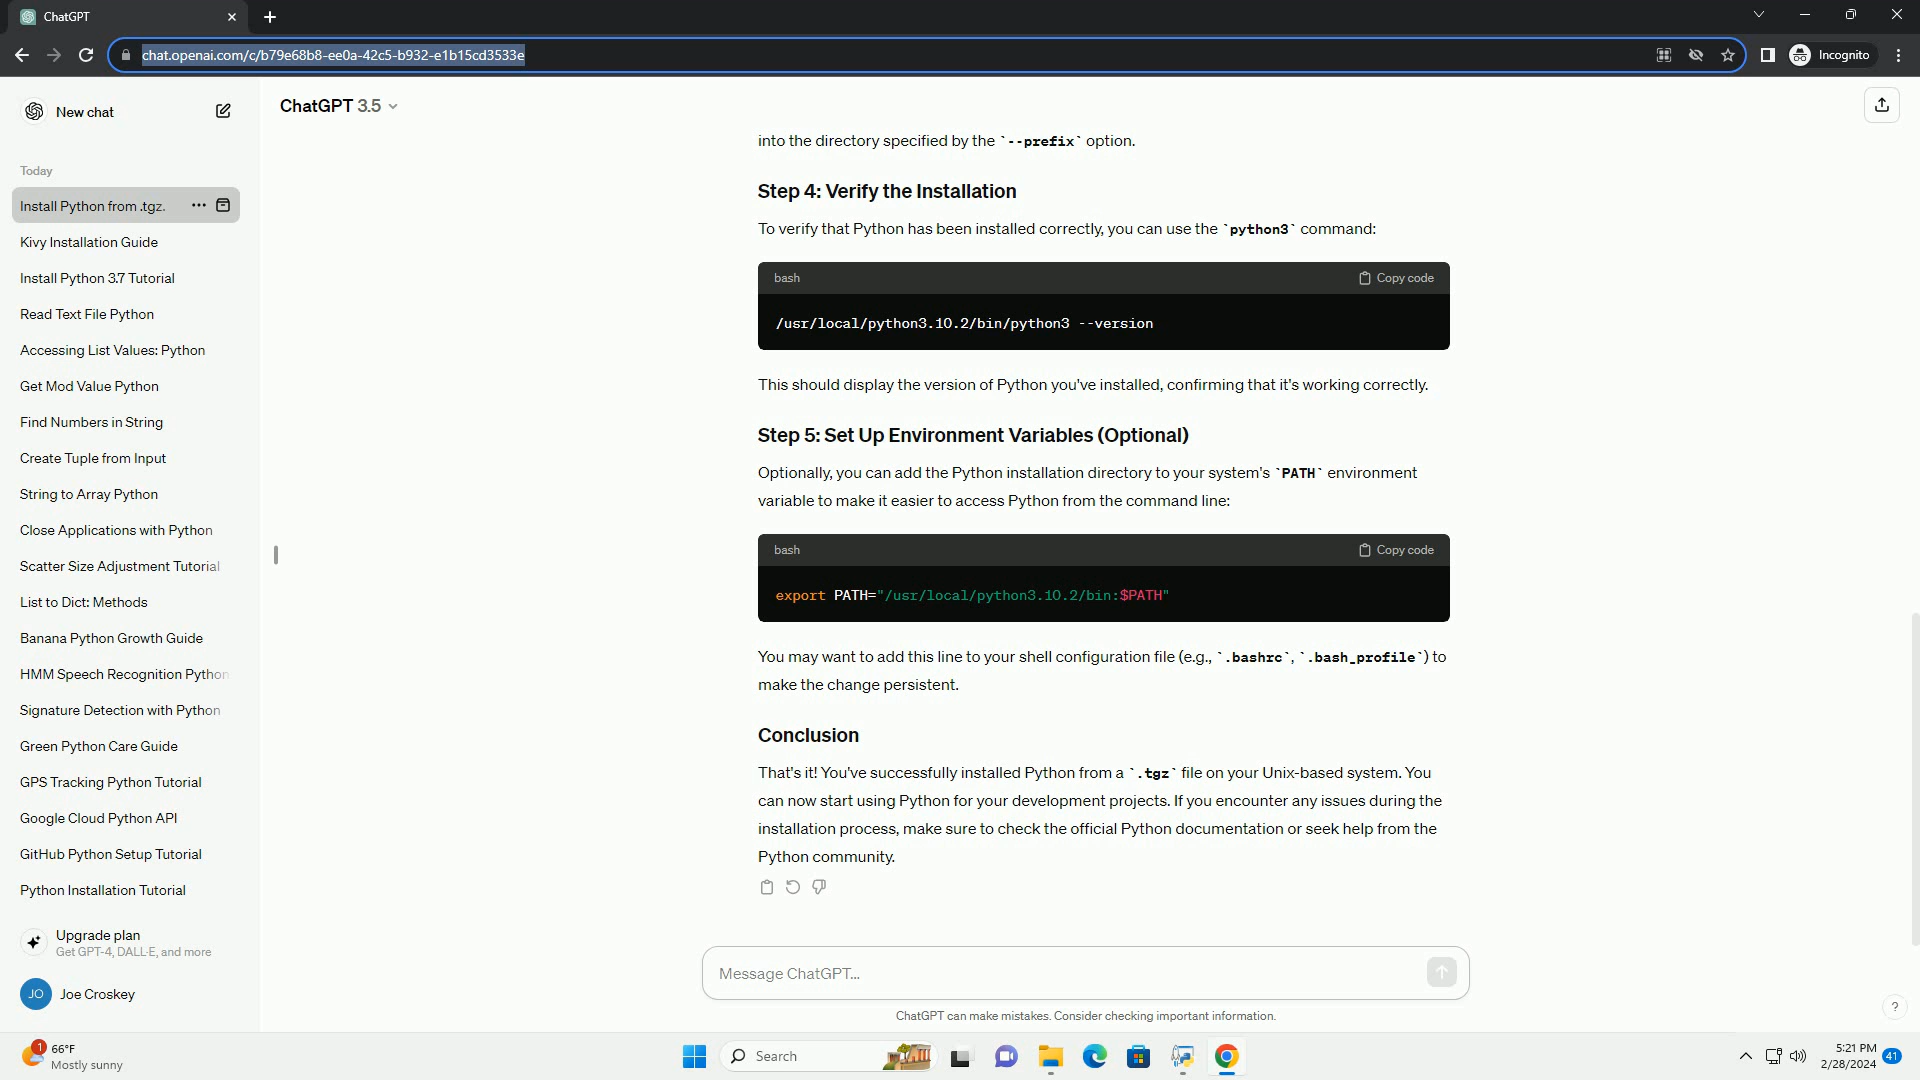 ChatGPT
chat.openai.com/c/b79e68b8-ee0a-42c5-b932-e1b15cd3533e
Incognito
New chat
Today
Install Python from .tgz.
Kivy Installation Guide
Install Python 3.7 Tutorial
Read Text File Python
Accessing List Values: Python
Get Mod Value Python
Find Numbers in String
Create Tuple from Input
String to Array Python
Close Applications with Python
Scatter Size Adjustment Tutorial
List to Dict: Methods
Banana Python Growth Guide
HMM Speech Recognition Python
Signature Detection with Python
Green Python Care Guide
GPS Tracking Python Tutorial
Google Cloud Python API
GitHub Python Setup Tutorial
Python Installation Tutorial
Upgrade plan
Get GPT-4, DALL·E, and more
JO Joe Croskey
ChatGPT 3.5
into the directory specified by the `--prefix` option.
Step 4: Verify the Installation
To verify that Python has been installed correctly, you can use the `python3` command:
bash Copy code
/usr/local/python3.10.2/bin/python3 --version
This should display the version of Python you've installed, confirming that it's working correctly.
Step 5: Set Up Environment Variables (Optional)
Optionally, you can add the Python installation directory to your system's `PATH` environment
variable to make it easier to access Python from the command line:
bash Copy code
export PATH="/usr/local/python3.10.2/bin:$PATH"
You may want to add this line to your shell configuration file (e.g., `.bashrc`, `.bash_profile`) to
make the change persistent.
Conclusion
That's it! You've successfully installed Python from a `.tgz` file on your Unix-based system. You
can now start using Python for your development projects. If you encounter any issues during the
installation process, make sure to check the official Python documentation or seek help from the
Python community.
Message ChatGPT...
ChatGPT can make mistakes. Consider checking important information.
?
1
66°F
Mostly sunny
Search
5:21 PM
2/28/2024
41